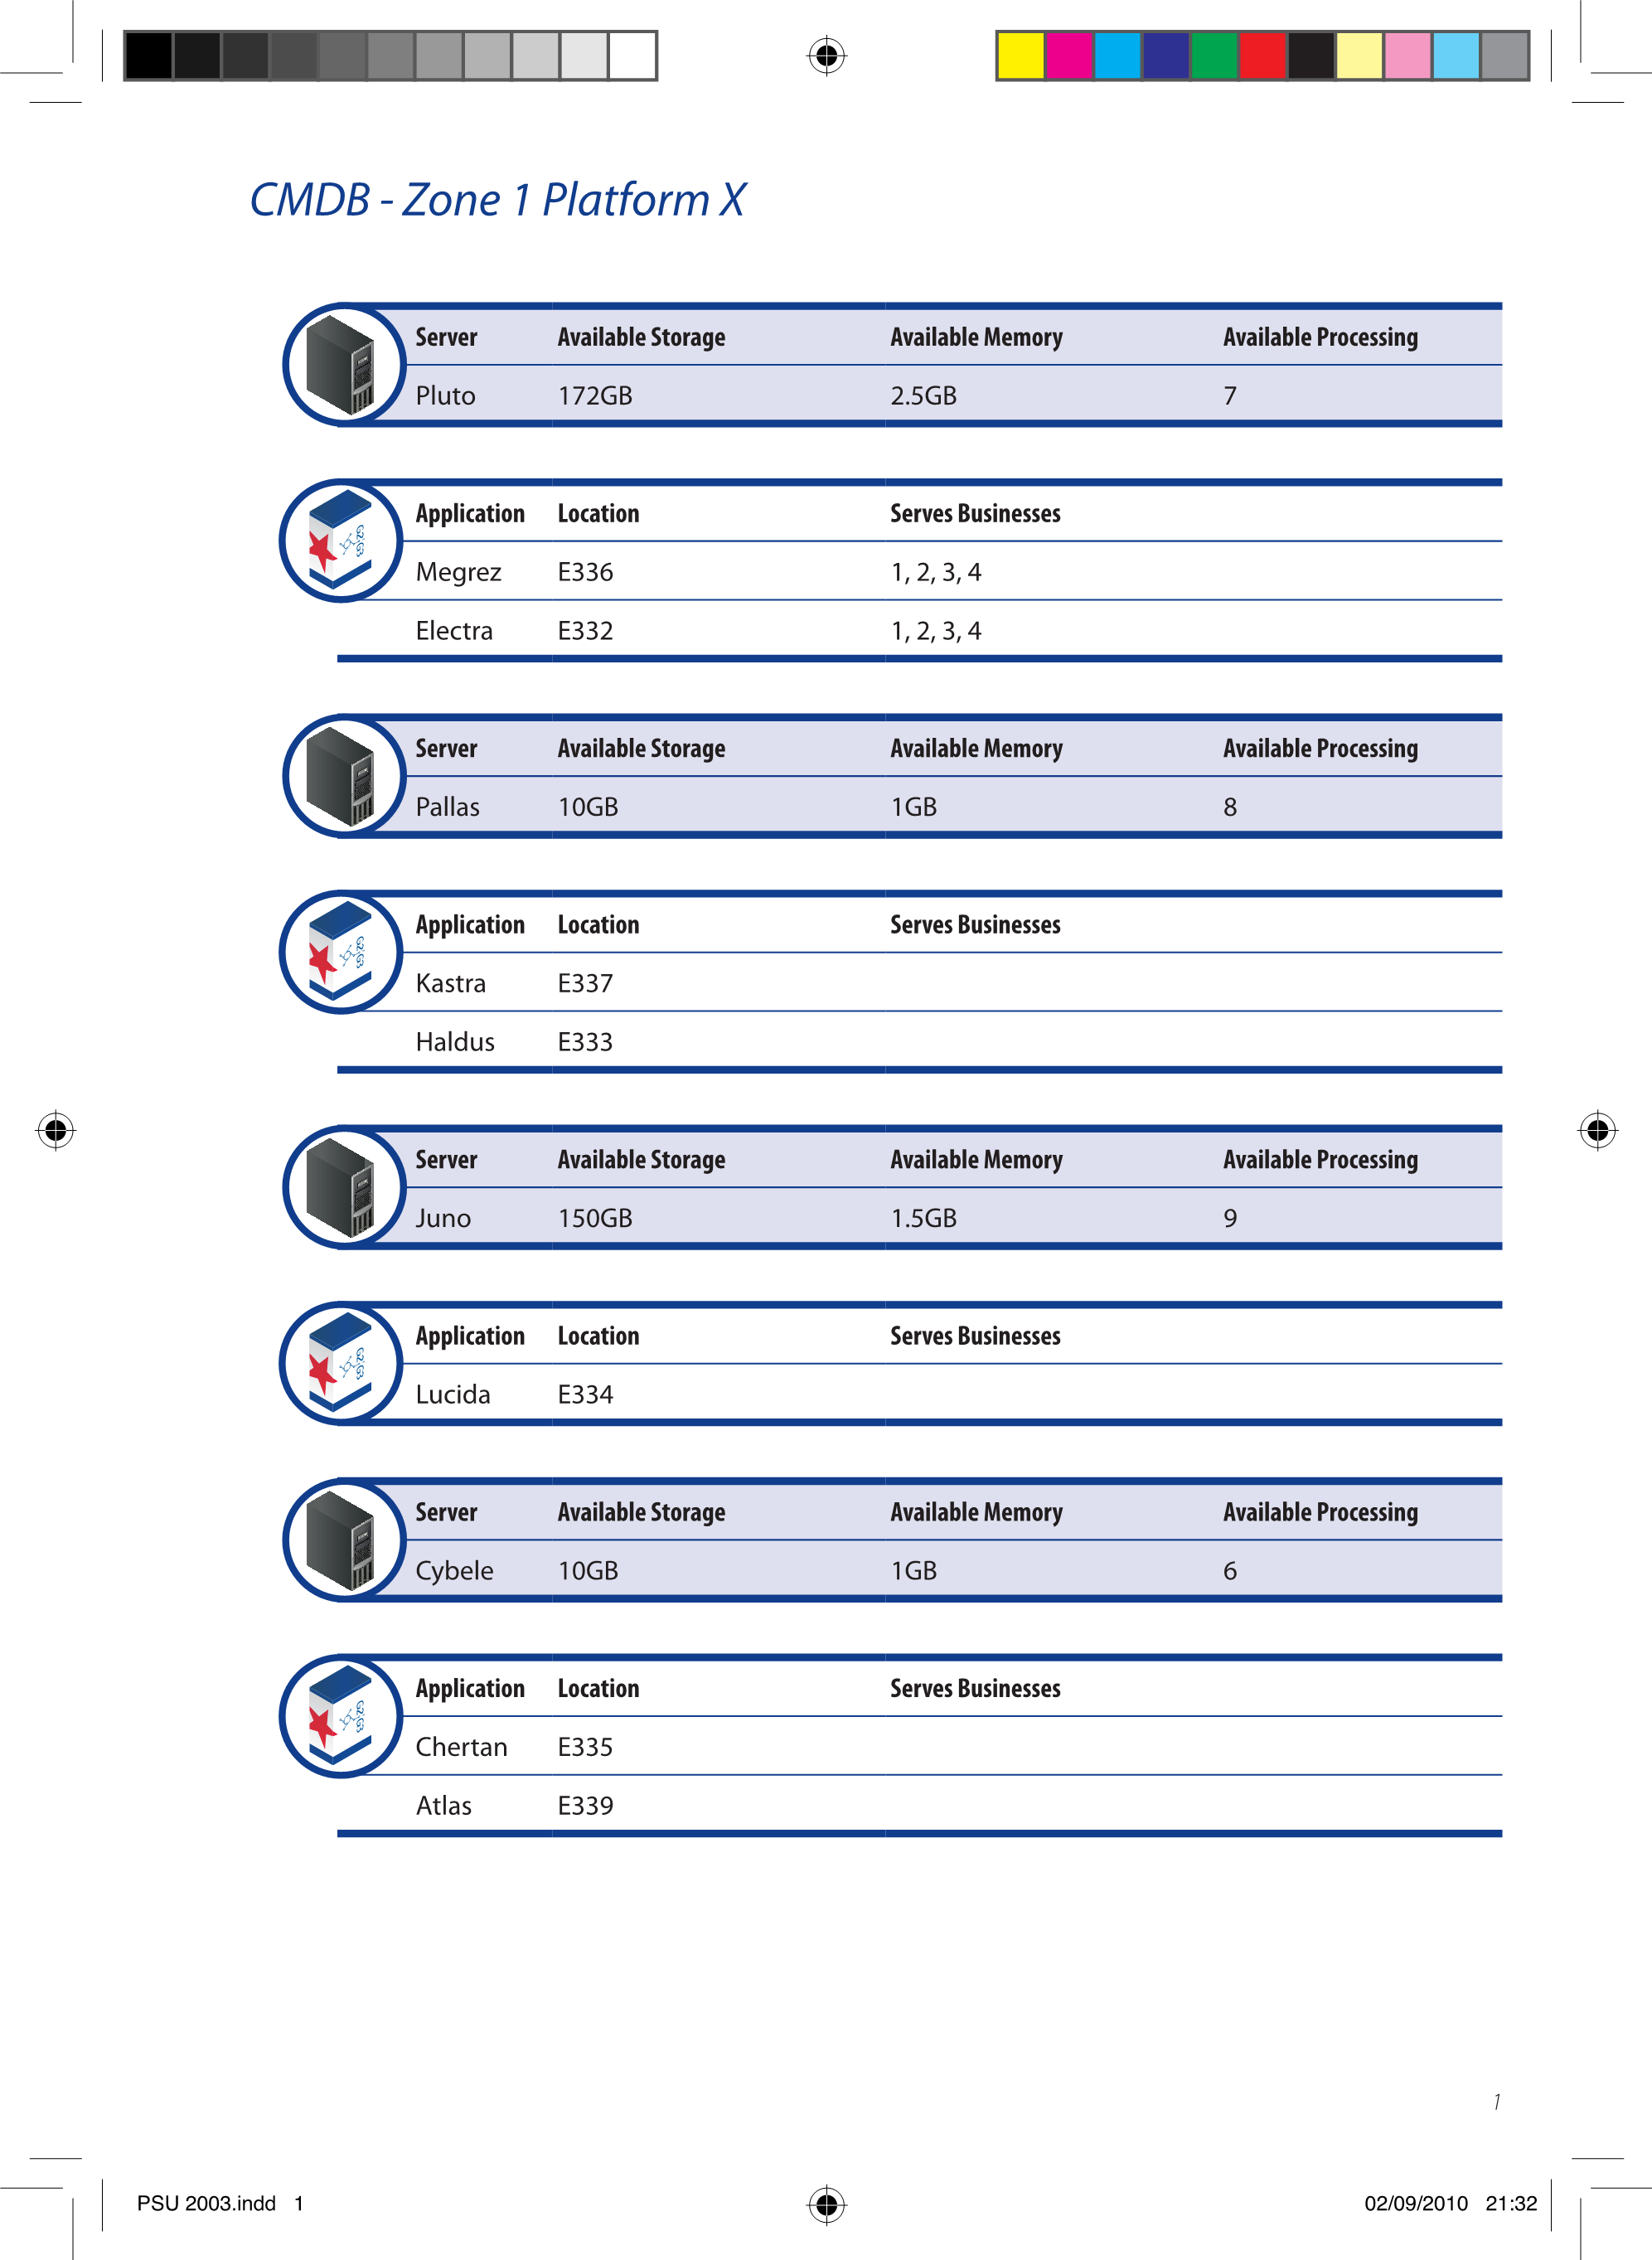 CMDB - Zone 1 Platform X
Server Available Storage Available Memory Available Processing
Pluto 172GB 2.5GB 7
Application Location Serves Businesses
Megrez E336 1, 2, 3, 4
Electra E332 1, 2, 3, 4
G2G3
Server Available Storage Available Memory Available Processing
Pallas 10GB 1GB 8
Application Location Serves Businesses
Kastra E337
Haldus E333
G2G3
Server Available Storage Available Memory Available Processing
Juno 150GB 1.5GB 9
Application Location Serves Businesses
Lucida E334
G2G3
Server Available Storage Available Memory Available Processing
Cybele 10GB 1GB 6
Application Location Serves Businesses
Chertan E335
Atlas E339
G2G3
1
PSU 2003.indd 1 02/09/2010 21:32